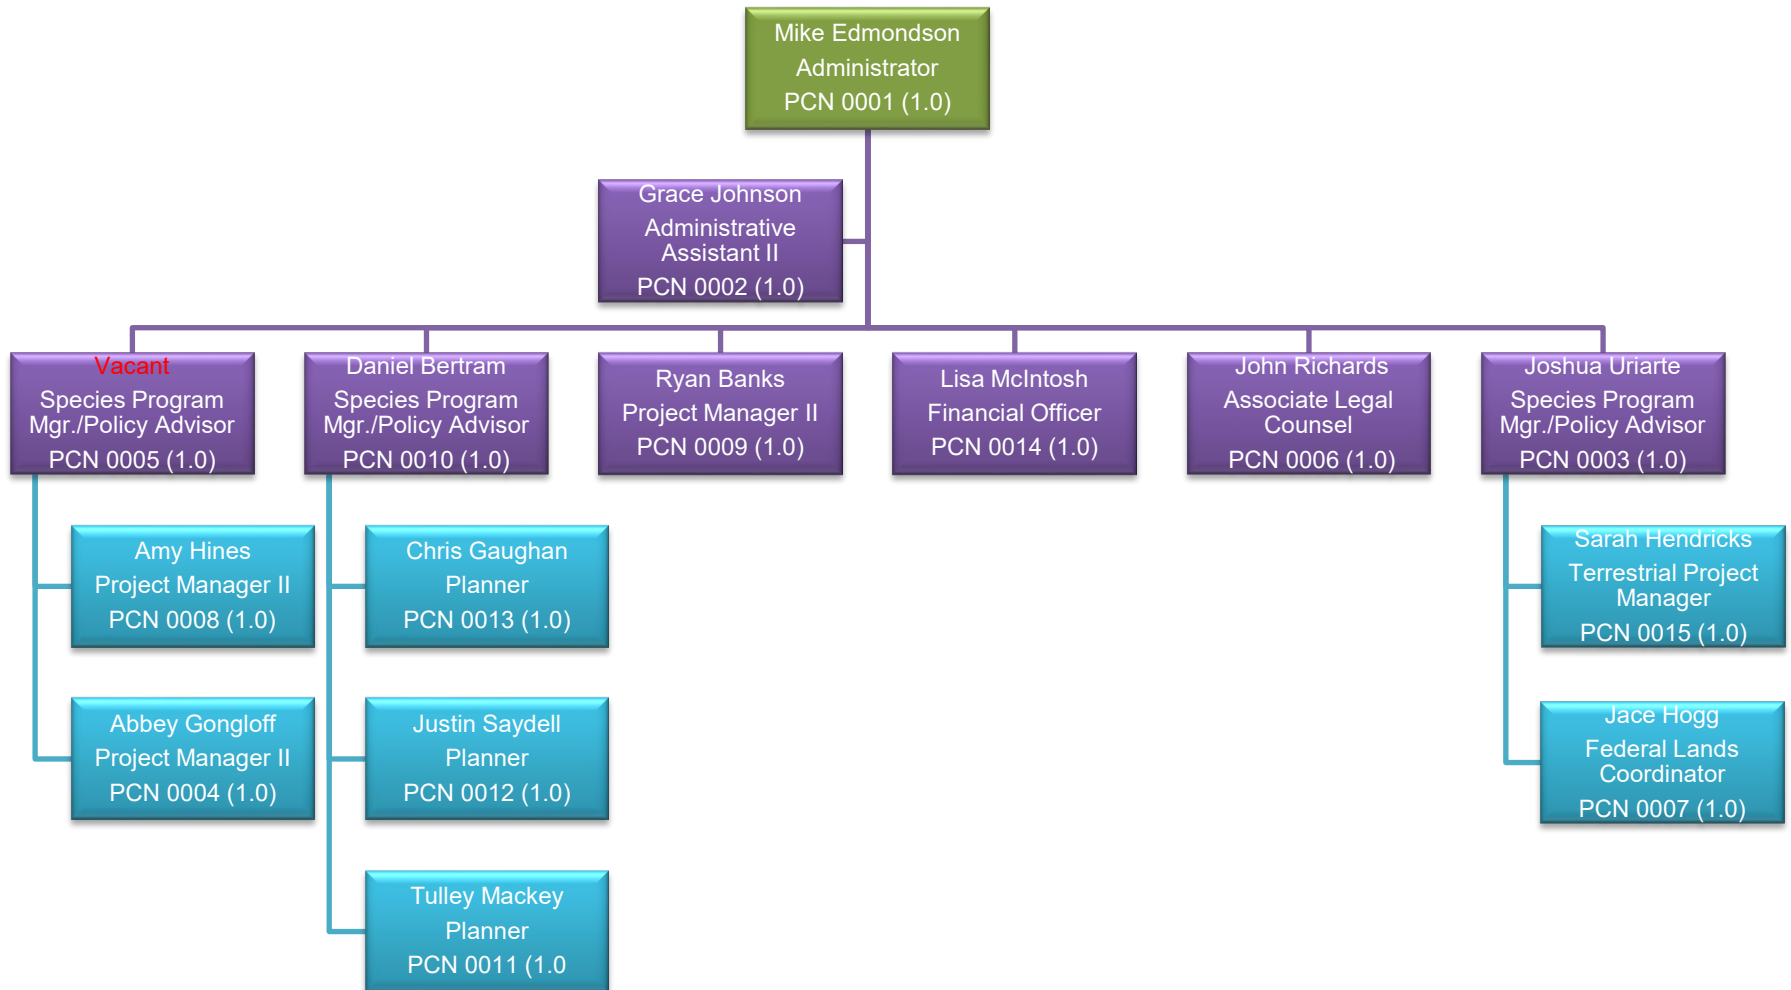 Mike Edmondson
Administrator
PCN 0001 (1.0)
Grace Johnson
Administrative
Assistant II
PCN 0002 (1.0)
Vacant
Species Program
Mgr./Policy Advisor
PCN 0005 (1.0)
Daniel Bertram
Species Program
Mgr./Policy Advisor
PCN 0010 (1.0)
Ryan Banks
Project Manager II
PCN 0009 (1.0)
Lisa McIntosh
Financial Officer
PCN 0014 (1.0)
John Richards
Associate Legal
Counsel
PCN 0006 (1.0)
Joshua Uriarte
Species Program
Mgr./Policy Advisor
PCN 0003 (1.0)
Amy Hines
Project Manager II
PCN 0008 (1.0)
Abbey Gongloff
Project Manager II
PCN 0004 (1.0)
Chris Gaughan
Planner
PCN 0013 (1.0)
Justin Saydell
Planner
PCN 0012 (1.0)
Tulley Mackey
Planner
PCN 0011 (1.0
Sarah Hendricks
Terrestrial Project
Manager
PCN 0015 (1.0)
Jace Hogg
Federal Lands
Coordinator
PCN 0007 (1.0)